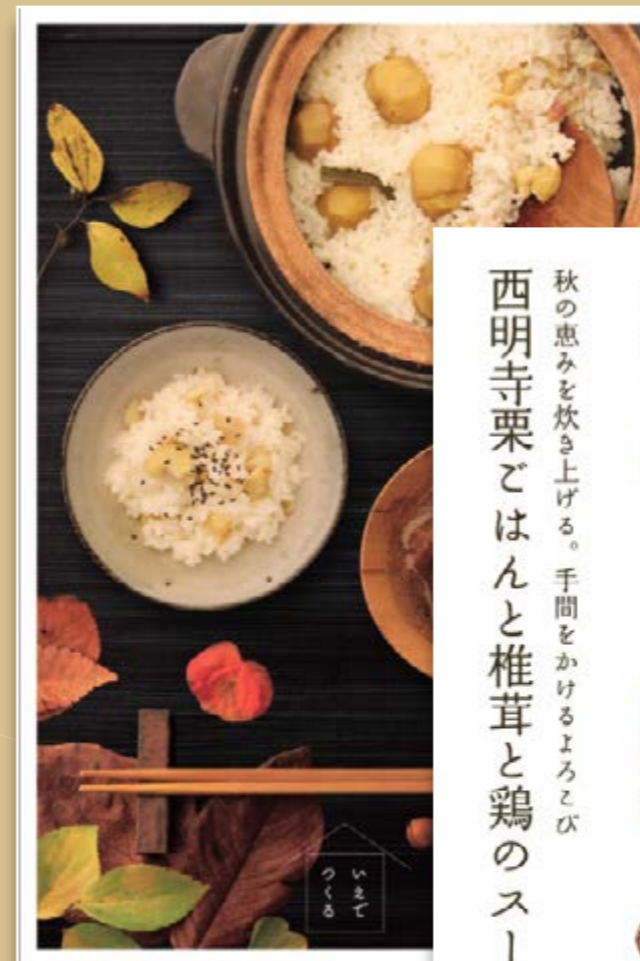 秋の恵みを炊き上げる。手間をかけるよろこび
西明寺栗ごはんと椎茸と鶏のスー
いえで
つくる